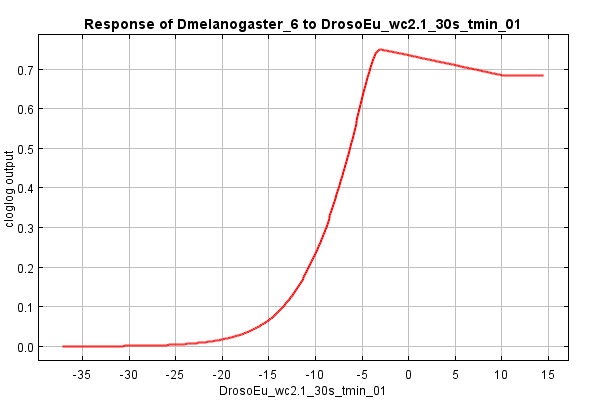 Response of Dmelanogaster_6 to DrosoEu_wc2.1_30s_tmin_01
0.7
0.6
0.5
0.4
0.3
0.2
0.1
0.0
cloglog output
-35 -30 -25 -20 -15 -10 -5 0 5 10 15
DrosoEu_wc2.1_30s_tmin_01